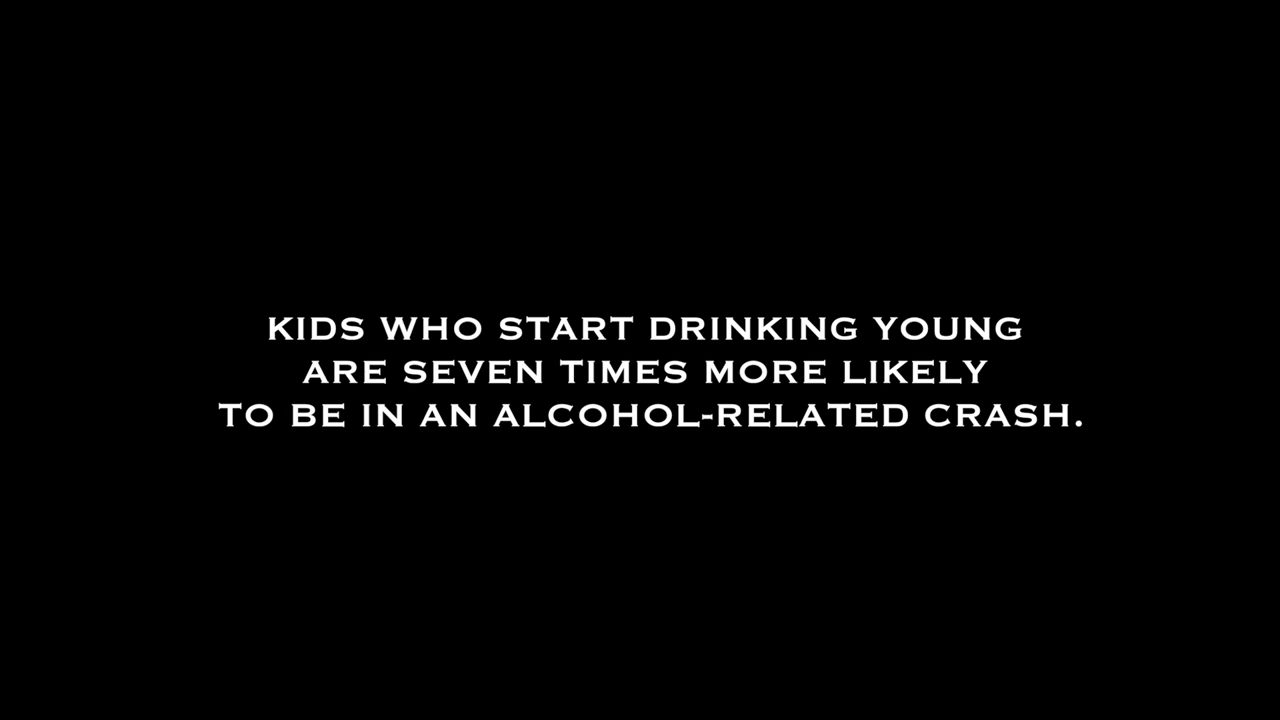 KIDS WHO START DRINKING YOUNG
ARE SEVEN TIMES MORE LIKELY
TO BE IN AN ALCOHOL-RELATED CRASH.